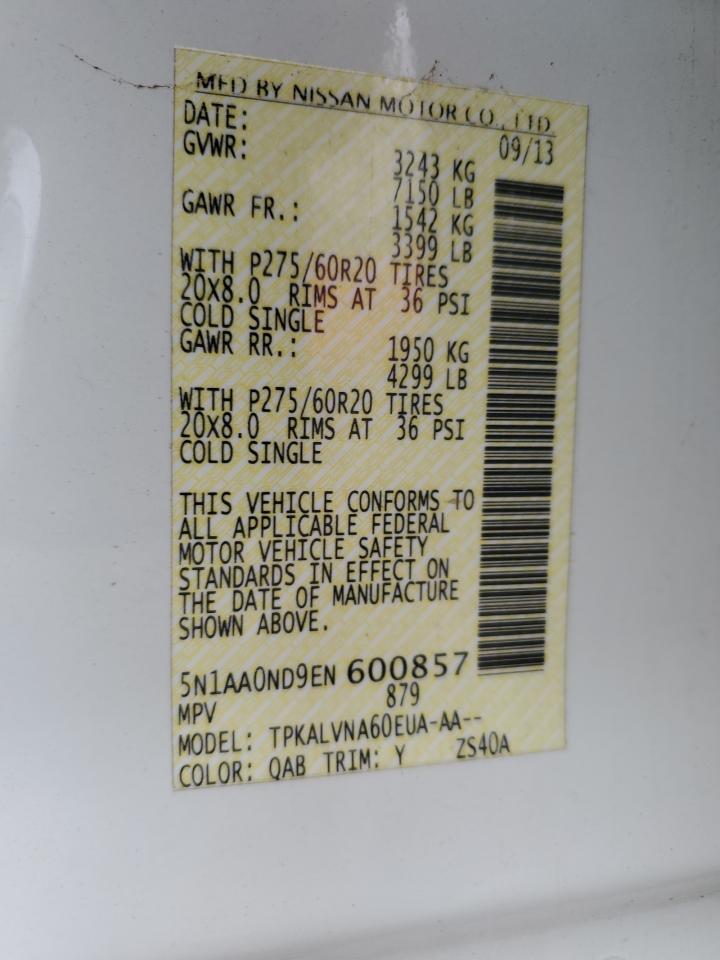 MFD BY NISSAN MOTOR CO., LTD.
DATE: 09/13
GVWR: 3243 KG
7150 LB
GAWR FR.: 1542 KG
3399 LB
WITH P275/60R20 TIRES
20X8.0 RIMS AT 36 PSI
COLD SINGLE
GAWR RR.: 1950 KG
4299 LB
WITH P275/60R20 TIRES
20X8.0 RIMS AT 36 PSI
COLD SINGLE
THIS VEHICLE CONFORMS TO
ALL APPLICABLE FEDERAL
MOTOR VEHICLE SAFETY
STANDARDS IN EFFECT ON
THE DATE OF MANUFACTURE
SHOWN ABOVE.
5N1AA0ND9EN 600857
MPV 879
MODEL: TPKALVNA60EUA-AA--
COLOR: QAB TRIM: Y ZS40A